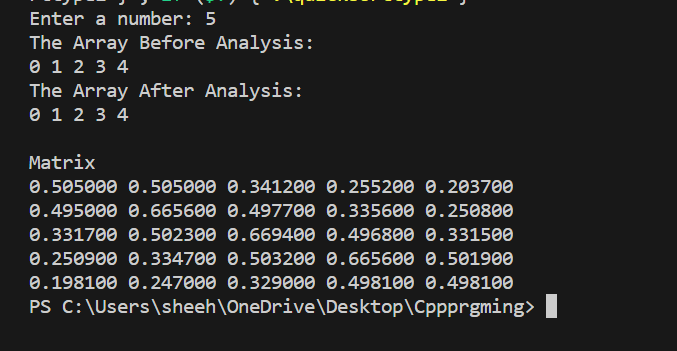 Enter a number: 5
The Array Before Analysis:
0 1 2 3 4
The Array After Analysis:
0 1 2 3 4
Matrix
0.505000 0.505000 0.341200 0.255200 0.203700
0.495000 0.665600 0.497700 0.335600 0.250800
0.331700 0.502300 0.669400 0.496800 0.331500
0.250900 0.334700 0.503200 0.665600 0.501900
0.198100 0.247000 0.329000 0.498100 0.498100
PS C:\Users\sheeh\OneDrive\Desktop\Cppprgming>